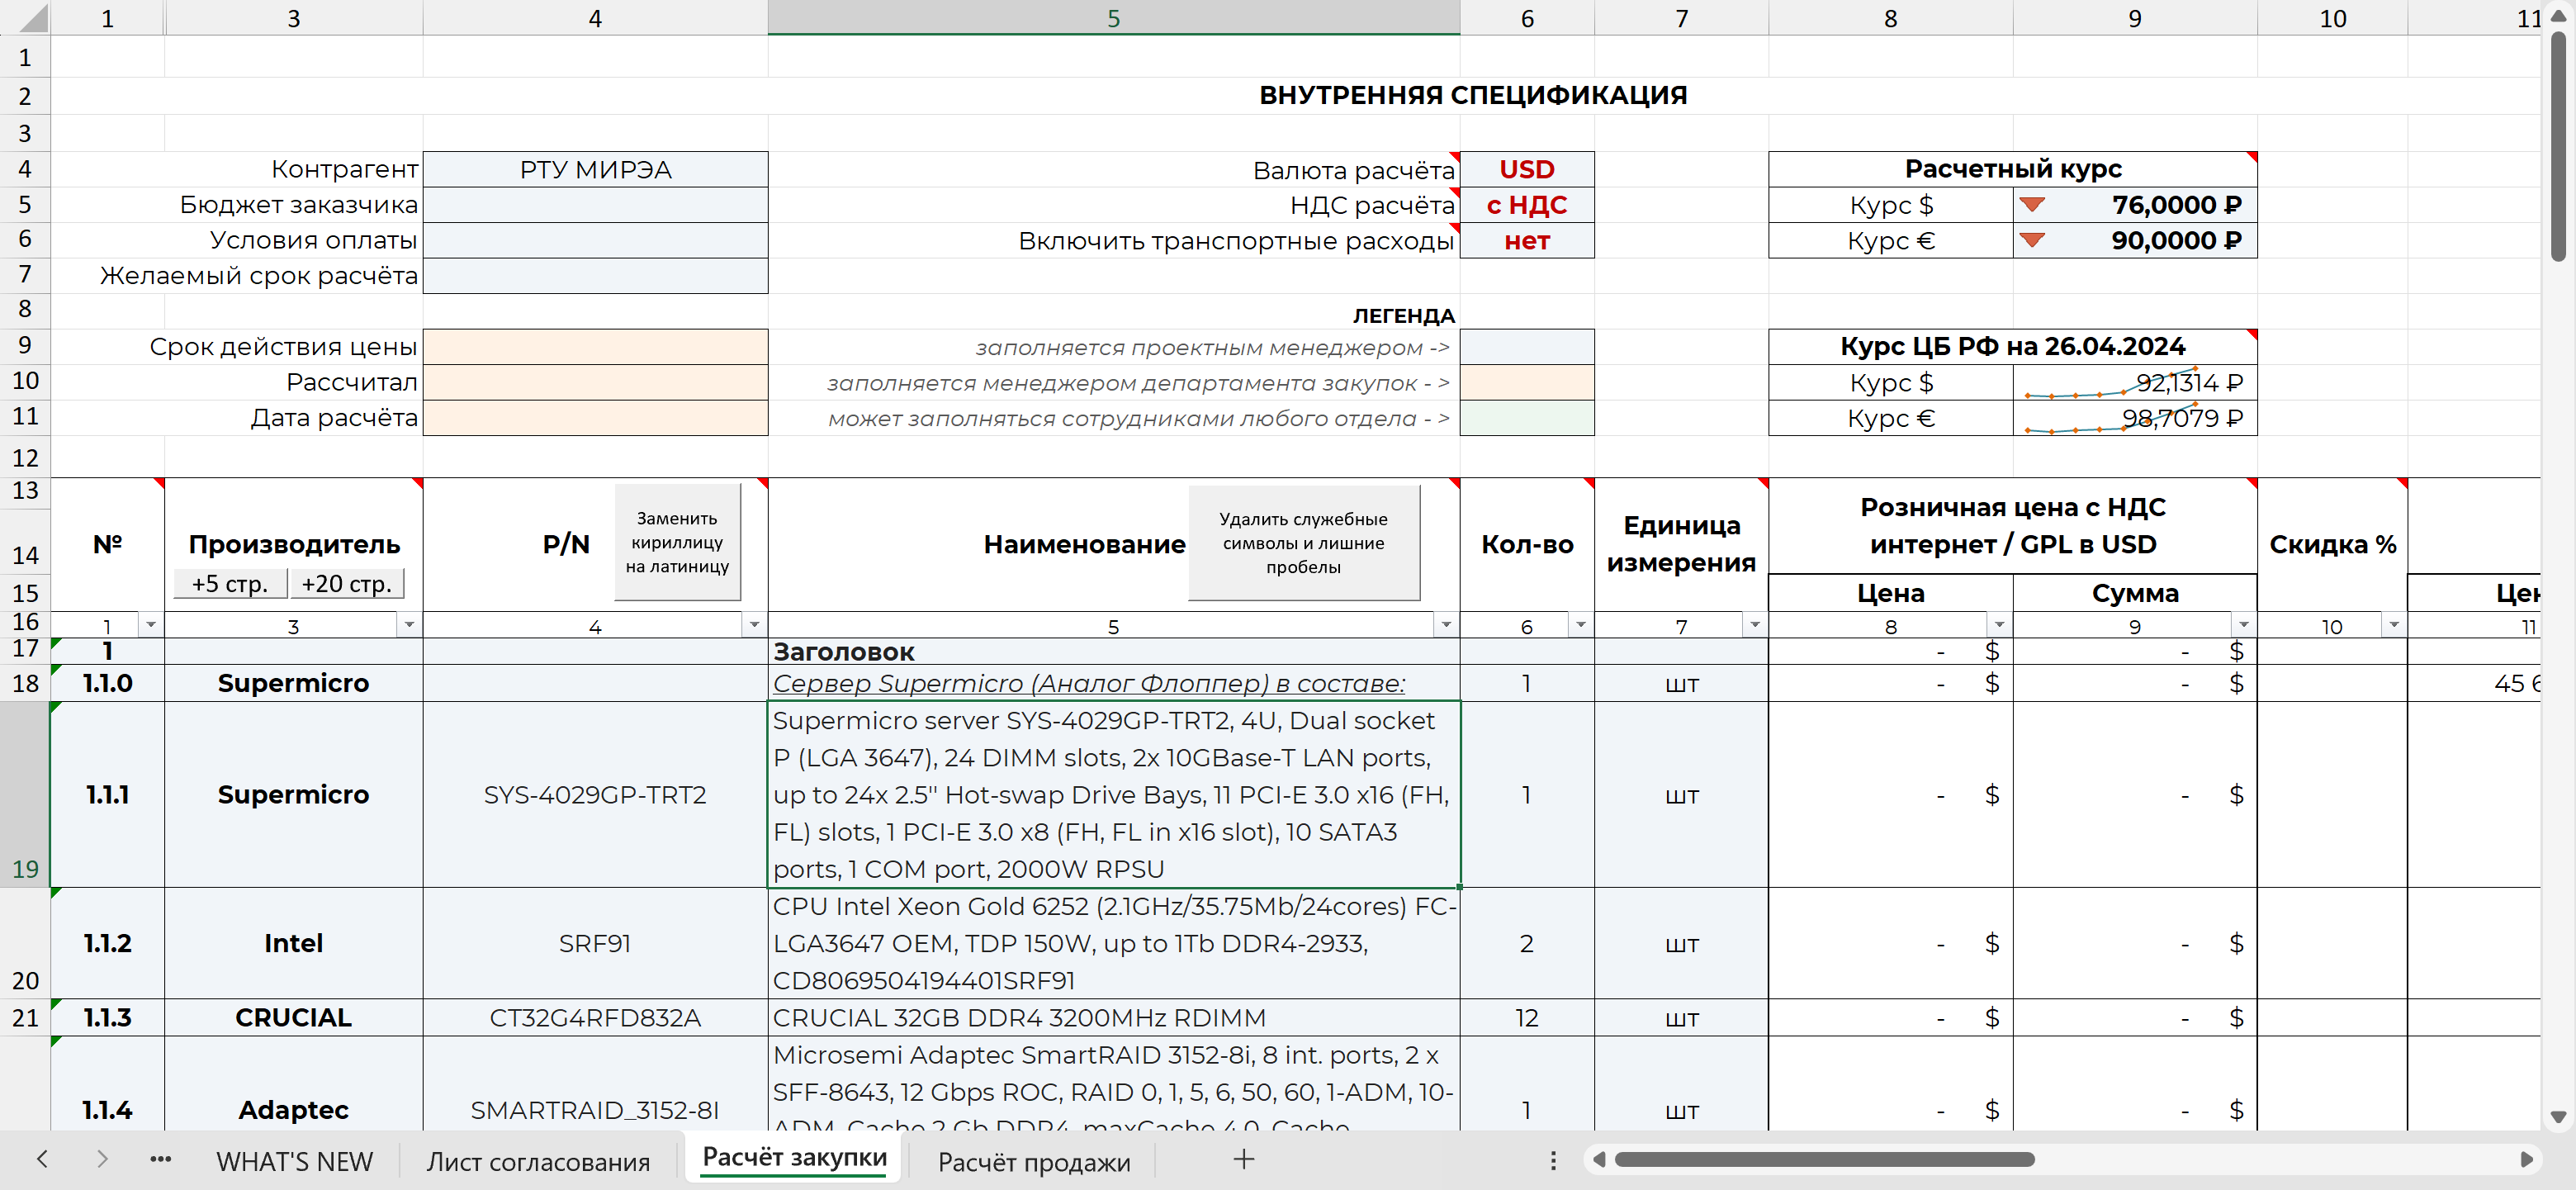 1 3 4 5 6 7 8 9 10 11
1
2 ВНУТРЕННЯЯ СПЕЦИФИКАЦИЯ
3
4 Контрагент РТУ МИРЭА Валюта расчёта USD Расчетный курс
5 Бюджет заказчика НДС расчёта с НДС Курс $ 76,0000 ₽
6 Условия оплаты Включить транспортные расходы нет Курс € 90,0000 ₽
7 Желаемый срок расчёта
8 ЛЕГЕНДА
9 Срок действия цены заполняется проектным менеджером -> Курс ЦБ РФ на 26.04.2024
10 Рассчитал заполняется менеджером департамента закупок - > Курс $ 92,1314 ₽
11 Дата расчёта может заполняться сотрудниками любого отдела - > Курс € 98,7079 ₽
12
13
14
15
№
Производитель
+5 стр. +20 стр.
P/N
Заменить
кириллицу
на латиницу
Наименование
Удалить служебные
символы и лишние
пробелы
Кол-во
Единица
измерения
Розничная цена с НДС
интернет / GPL в USD
Цена Сумма
Скидка %
16 1 3 4 5 6 7 8 9 10 11
17 1 Заголовок - $ - $
18 1.1.0 Supermicro Сервер Supermicro (Аналог Флоппер) в составе: 1 шт - $ - $ 45 6
19 1.1.1 Supermicro SYS-4029GP-TRT2
Supermicro server SYS-4029GP-TRT2, 4U, Dual socket
P (LGA 3647), 24 DIMM slots, 2x 10GBase-T LAN ports,
up to 24x 2.5" Hot-swap Drive Bays, 11 PCI-E 3.0 x16 (FH,
FL) slots, 1 PCI-E 3.0 x8 (FH, FL in x16 slot), 10 SATA3
ports, 1 COM port, 2000W RPSU
1 шт - $ - $
20 1.1.2 Intel SRF91
CPU Intel Xeon Gold 6252 (2.1GHz/35.75Mb/24cores) FC-
LGA3647 OEM, TDP 150W, up to 1Tb DDR4-2933,
CD8069504194401SRF91
2 шт - $ - $
21 1.1.3 CRUCIAL CT32G4RFD832A CRUCIAL 32GB DDR4 3200MHz RDIMM 12 шт - $ - $
1.1.4 Adaptec SMARTRAID_3152-8I
Microsemi Adaptec SmartRAID 3152-8i, 8 int. ports, 2 x
SFF-8643, 12 Gbps ROC, RAID 0, 1, 5, 6, 50, 60, 1-ADM, 10-
ADM, Cache 2 Gb DDR4, maxCache 4.0, Cache
1 шт - $ - $
WHAT'S NEW Лист согласования Расчёт закупки Расчёт продажи